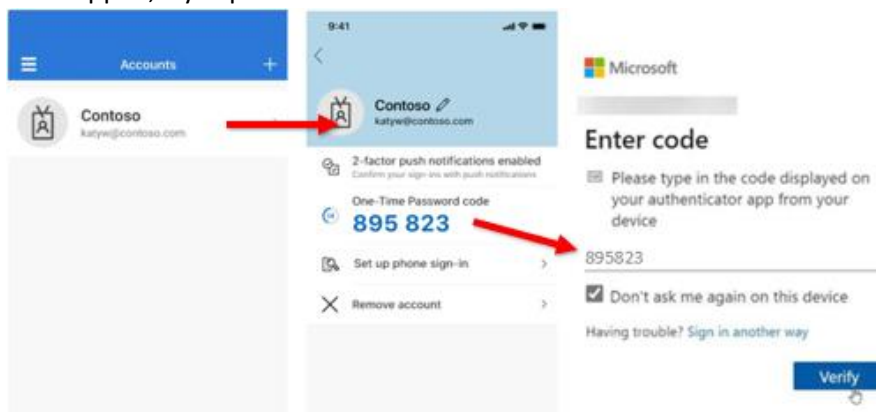 Accounts
+
Contoso
katyw@contoso.com
9:41
Contoso
katyw@contoso.com
2-factor push notifications enabled
Confirm your sign-ins with push notifications
One-Time Password code
895 823
Set up phone sign-in
Remove account
Microsoft
Enter code
Please type in the code displayed on
your authenticator app from your
device
895823
Don't ask me again on this device
Having trouble? Sign in another way
Verify